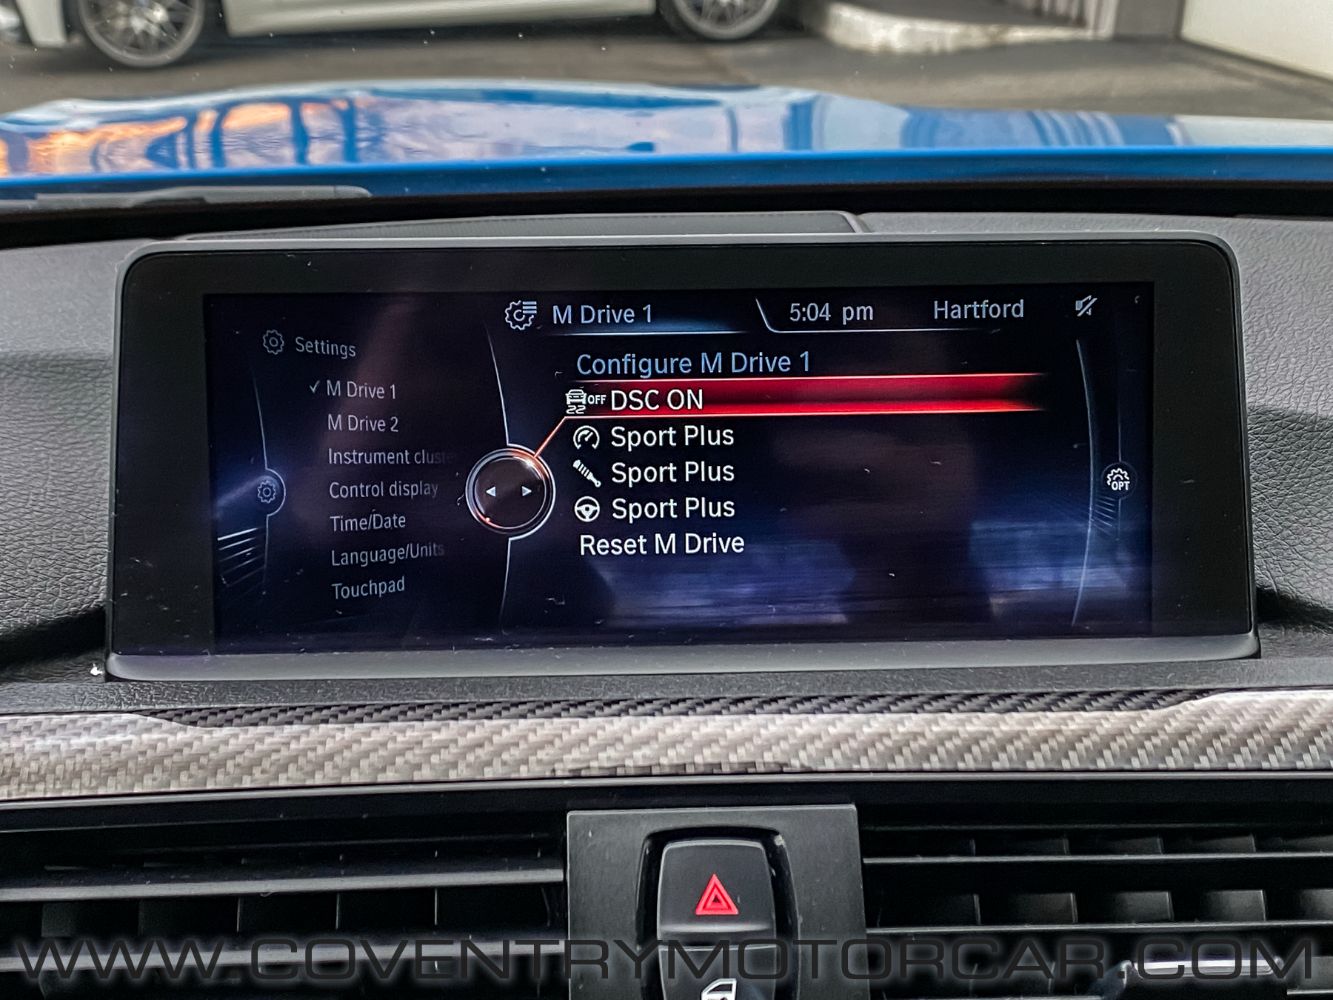 M Drive 1
5:04 pm
Hartford
Settings
✓ M Drive 1
M Drive 2
Instrument clus
Control display
Time/Date
Language/Units
Touchpad
Configure M Drive 1
OFF DSC ON
Sport Plus
Sport Plus
Sport Plus
Reset M Drive
OPT
WWW.COVENTRYMOTORCAR.COM